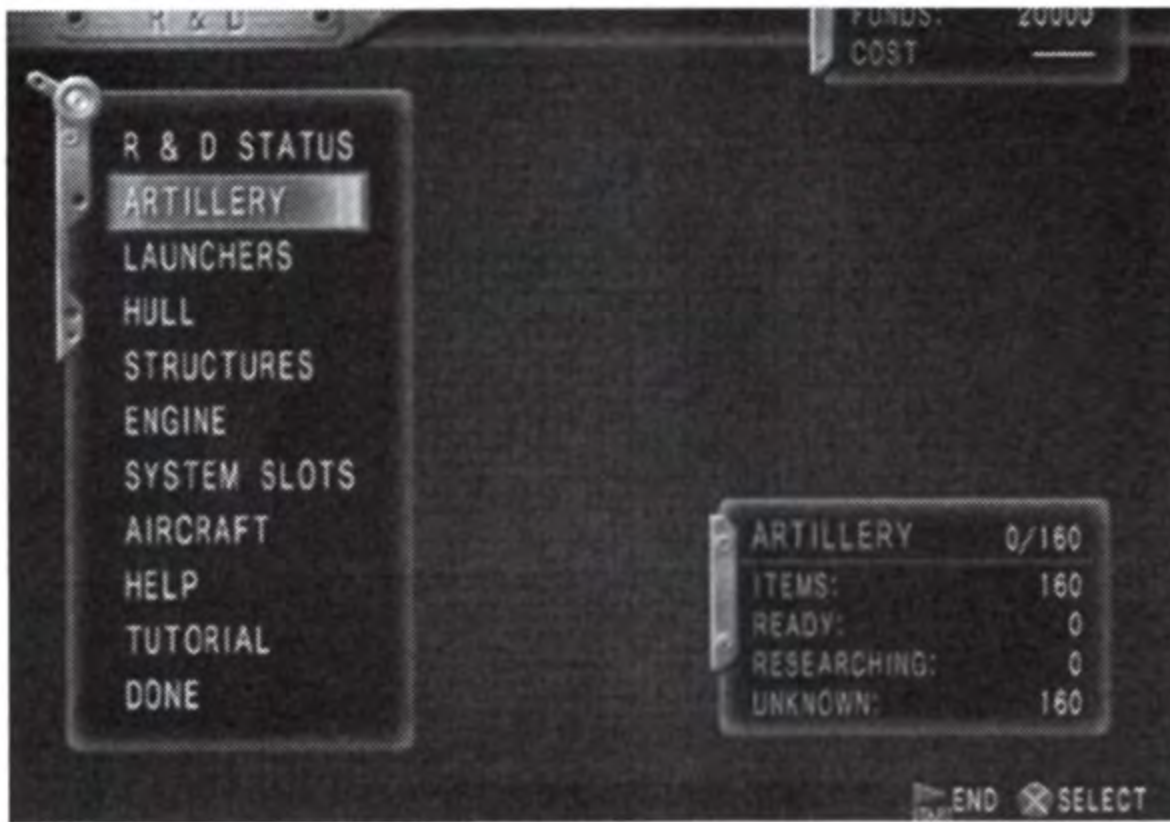 R & D
FUNDS: 20000
COST
R & D STATUS
ARTILLERY
LAUNCHERS
HULL
STRUCTURES
ENGINE
SYSTEM SLOTS
AIRCRAFT
HELP
TUTORIAL
DONE
ARTILLERY 0/160
ITEMS: 160
READY: 0
RESEARCHING: 0
UNKNOWN: 160
START END SELECT